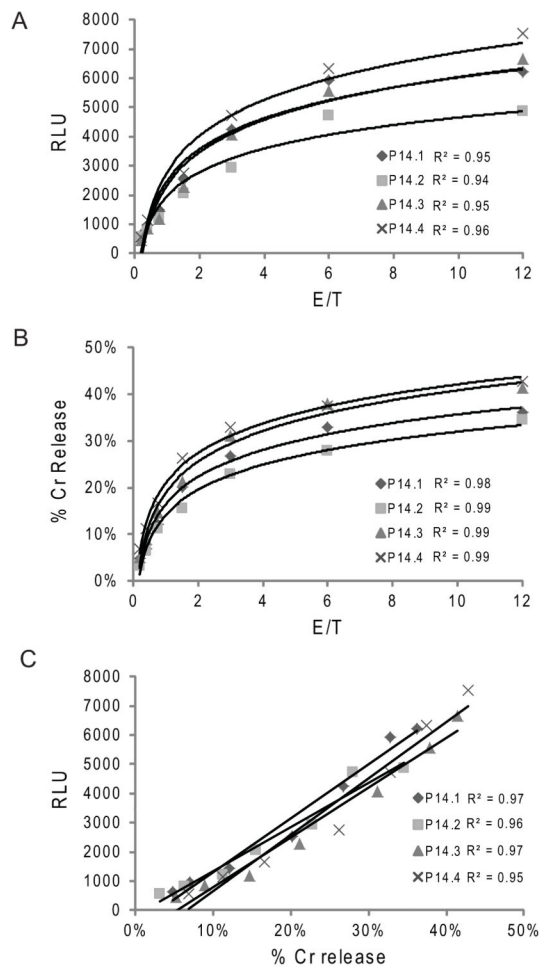 A
8000
7000
6000
5000
4000
3000
2000
1000
0
RLU
P14.1 R² = 0.95
P14.2 R² = 0.94
P14.3 R² = 0.95
P14.4 R² = 0.96
0 2 4 6 8 10 12
E/T
B
50%
40%
30%
20%
10%
0%
% Cr Release
P14.1 R² = 0.98
P14.2 R² = 0.99
P14.3 R² = 0.99
P14.4 R² = 0.99
0 2 4 6 8 10 12
E/T
C
8000
7000
6000
5000
4000
3000
2000
1000
0
RLU
P14.1 R² = 0.97
P14.2 R² = 0.96
P14.3 R² = 0.97
P14.4 R² = 0.95
0% 10% 20% 30% 40% 50%
% Cr release